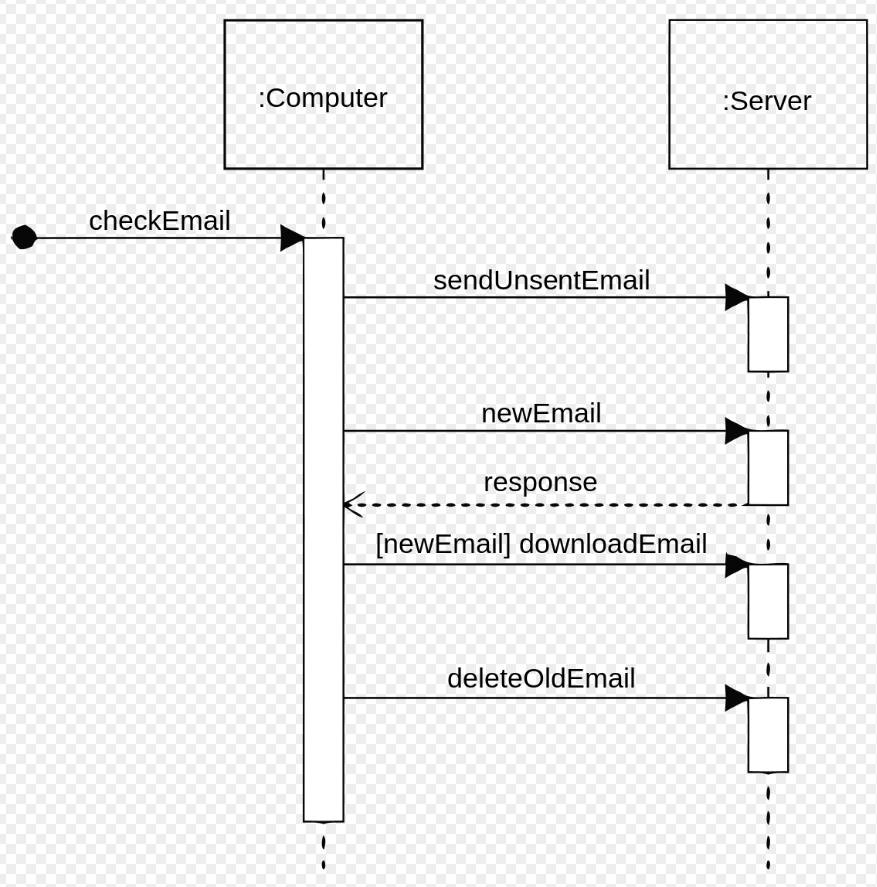 :Computer
:Server
checkEmail
sendUnsentEmail
newEmail
response
[newEmail] downloadEmail
deleteOldEmail